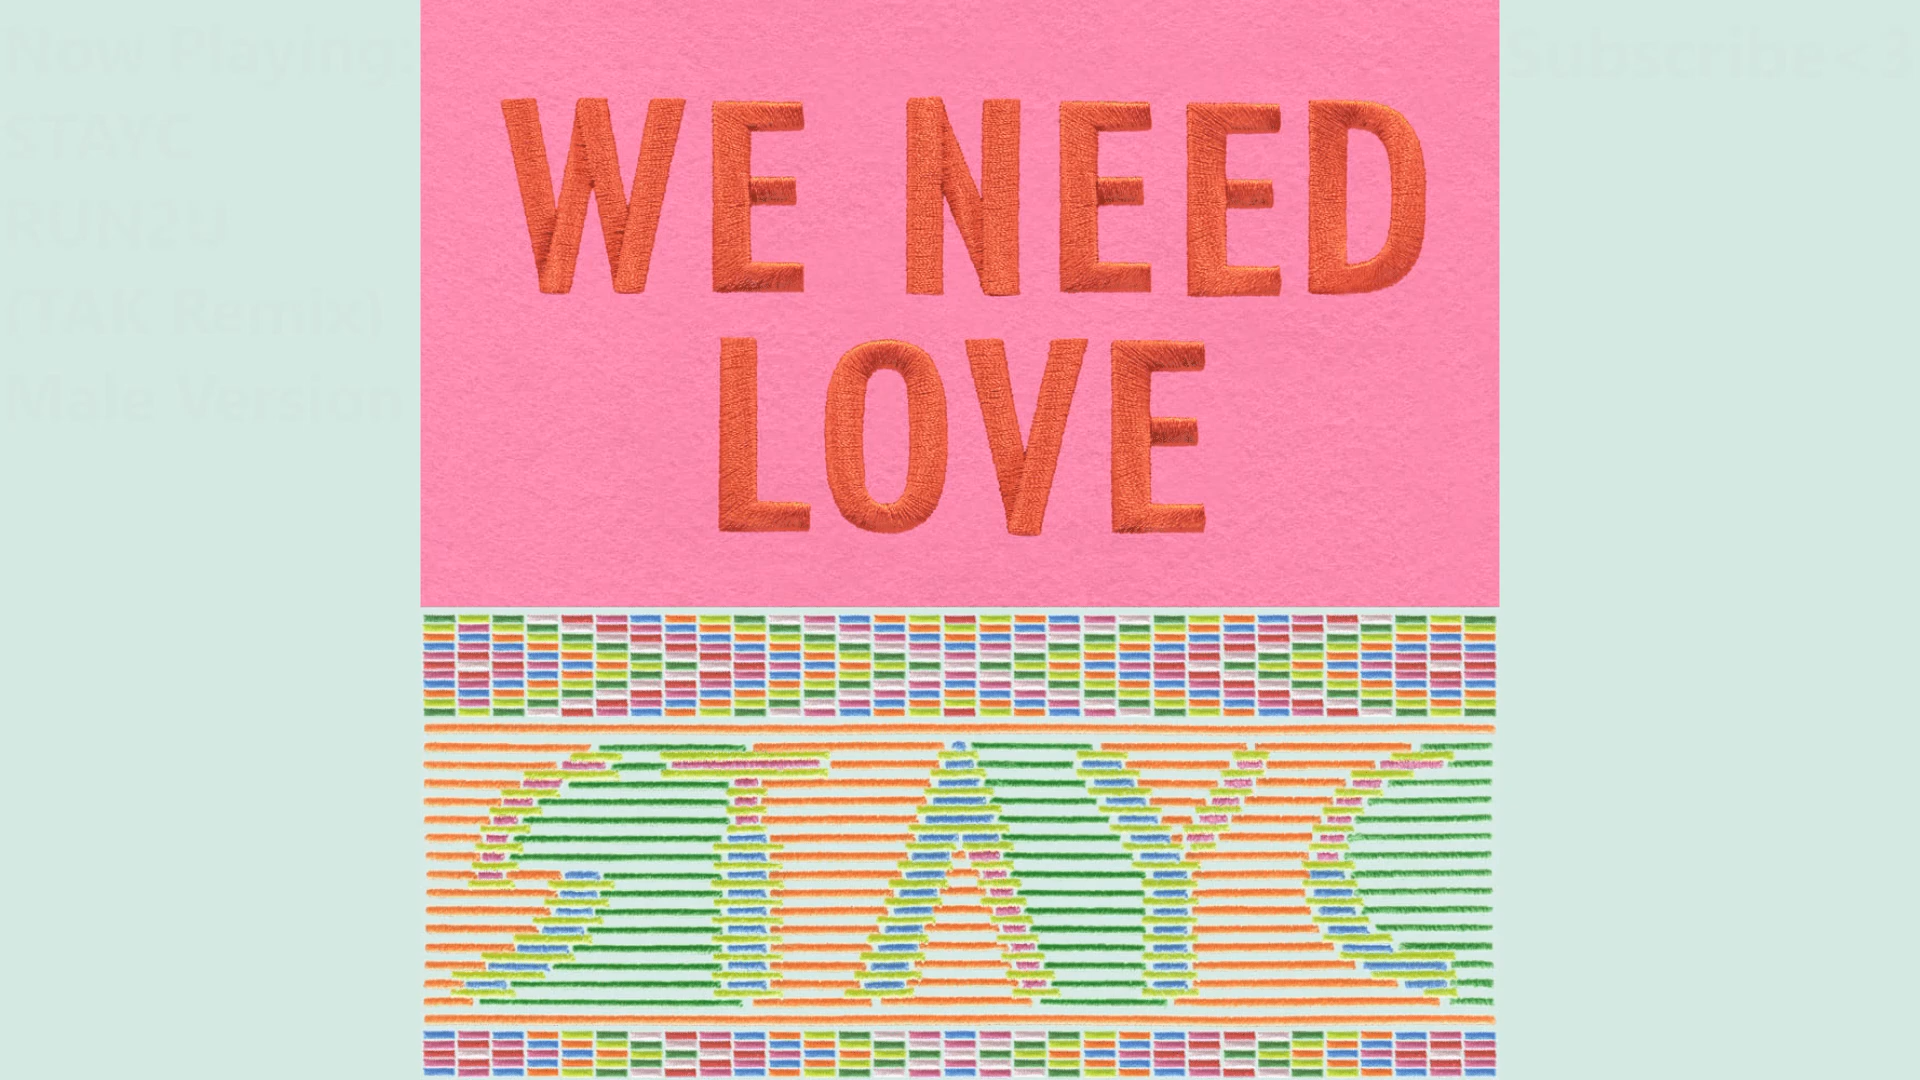 Now Playing:
STAYC
RUN2U
(TAK Remix)
Male Version
Subscribe<3
WE NEED
LOVE
STAYC